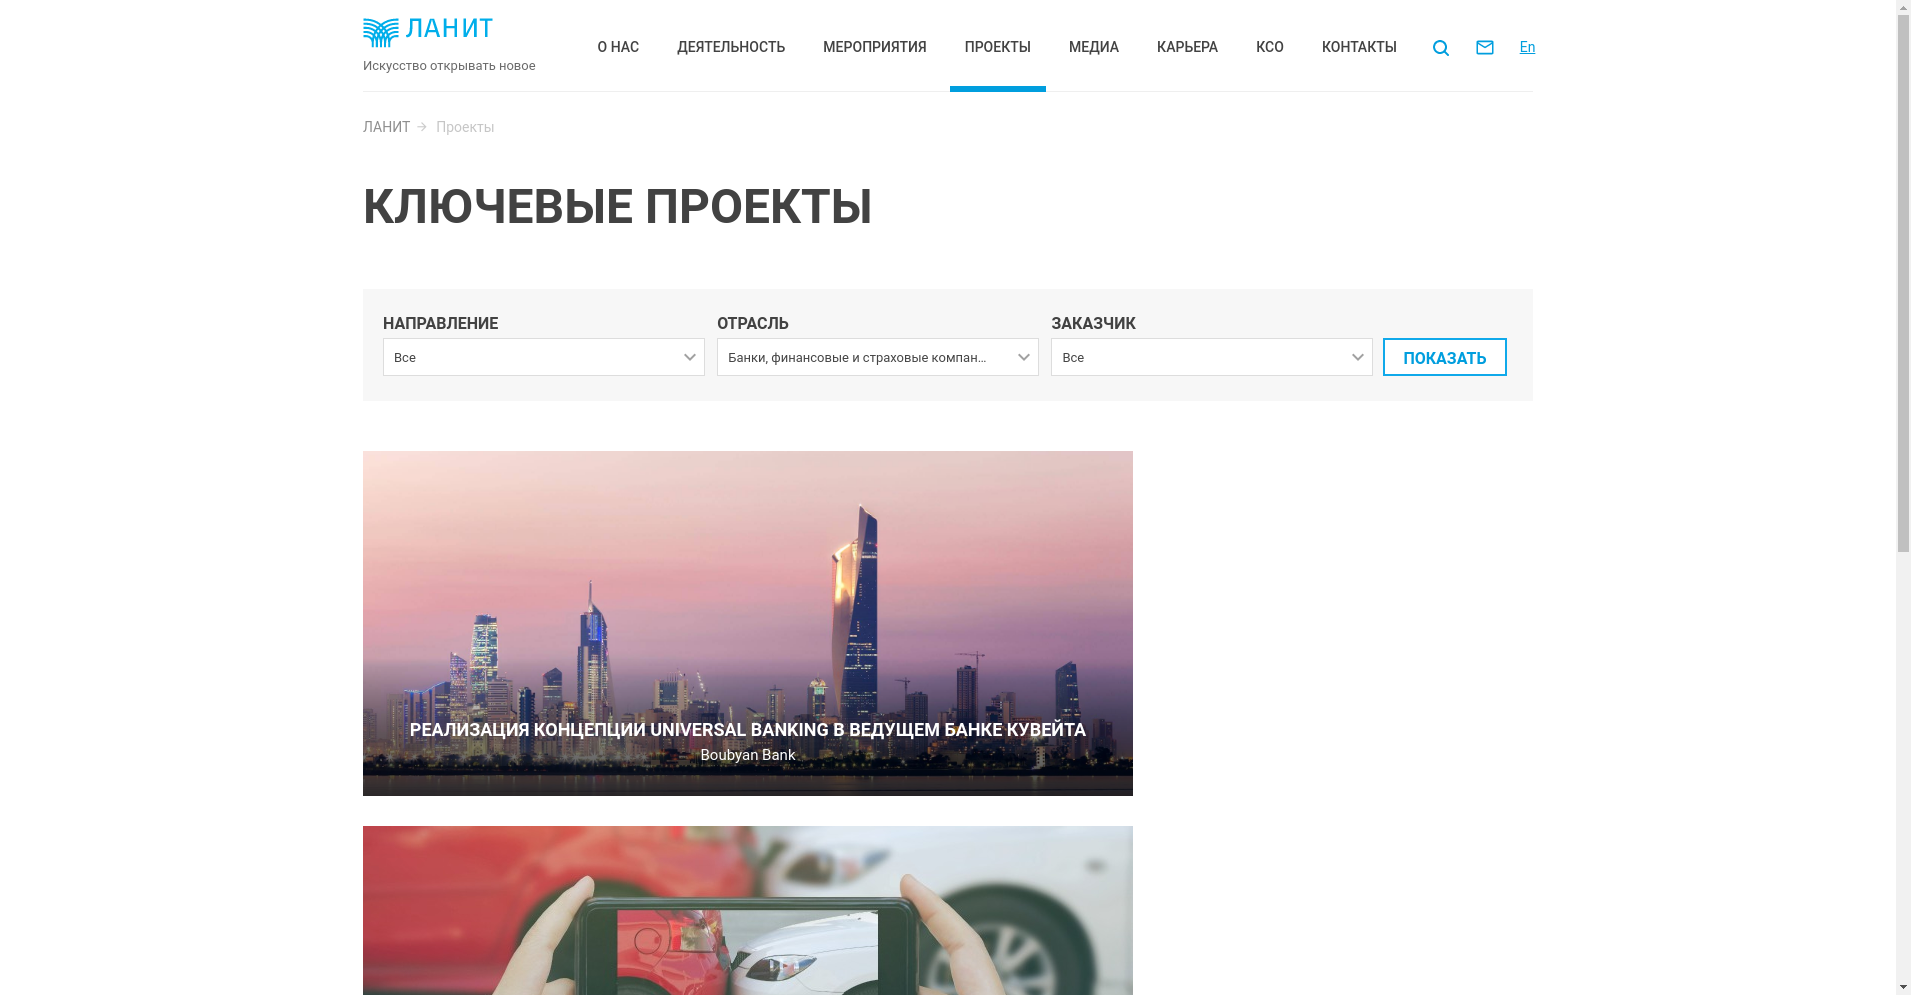 ЛАНИТ
Искусство открывать новое
О НАС ДЕЯТЕЛЬНОСТЬ МЕРОПРИЯТИЯ ПРОЕКТЫ МЕДИА КАРЬЕРА КСО КОНТАКТЫ En
ЛАНИТ → Проекты
КЛЮЧЕВЫЕ ПРОЕКТЫ
НАПРАВЛЕНИЕ ОТРАСЛЬ ЗАКАЗЧИК
Все Банки, финансовые и страховые компан... Все ПОКАЗАТЬ
РЕАЛИЗАЦИЯ КОНЦЕПЦИИ UNIVERSAL BANKING В ВЕДУЩЕМ БАНКЕ КУВЕЙТА
Boubyan Bank